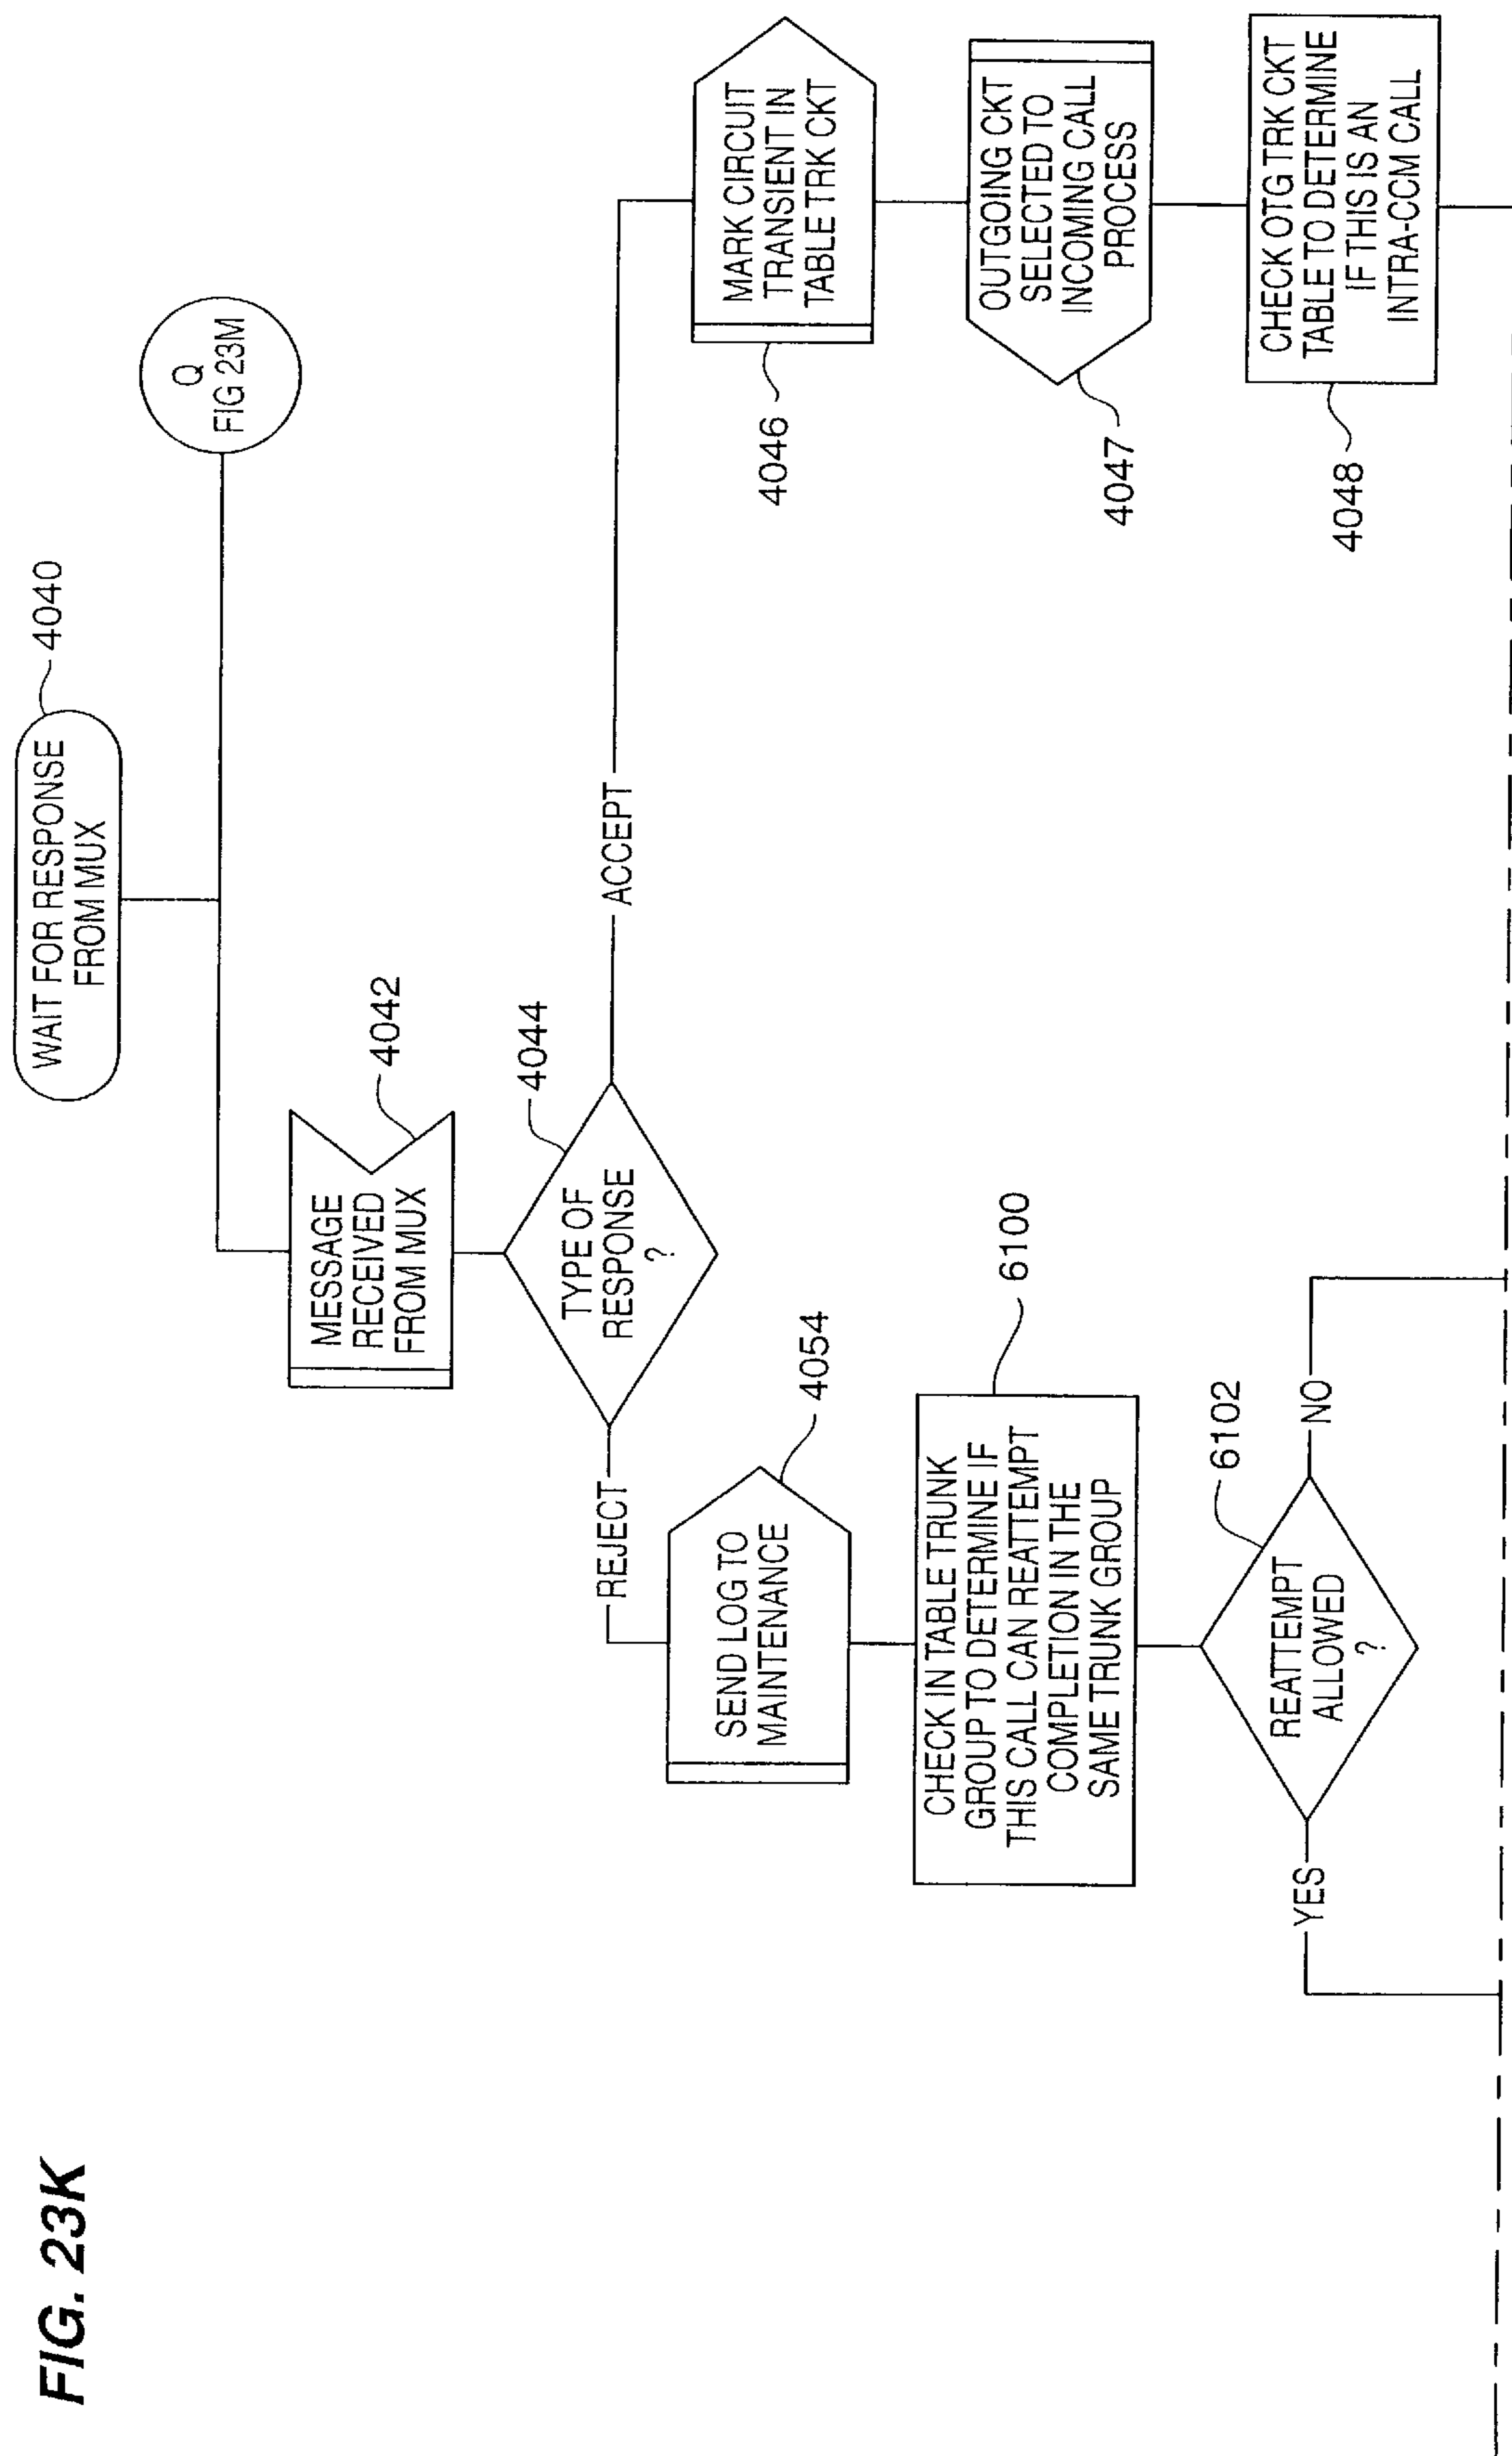 FIG. 23K
WAIT FOR RESPONSE
FROM MUX
4040
Q
FIG 23M
MESSAGE
RECEIVED
FROM MUX
4042
TYPE OF
RESPONSE
?
4044
REJECT
ACCEPT
SEND LOG TO
MAINTENANCE
4054
CHECK IN TABLE TRUNK
GROUP TO DETERMINE IF
THIS CALL CAN REATTEMPT
COMPLETION IN THE
SAME TRUNK GROUP
6100
REATTEMPT
ALLOWED
?
6102
YES
NO
MARK CIRCUIT
TRANSIENT IN
TABLE TRK CKT
4046
OUTGOING CKT
SELECTED TO
INCOMING CALL
PROCESS
4047
CHECK OTG TRK CKT
TABLE TO DETERMINE
IF THIS IS AN
INTRA-CCM CALL
4048